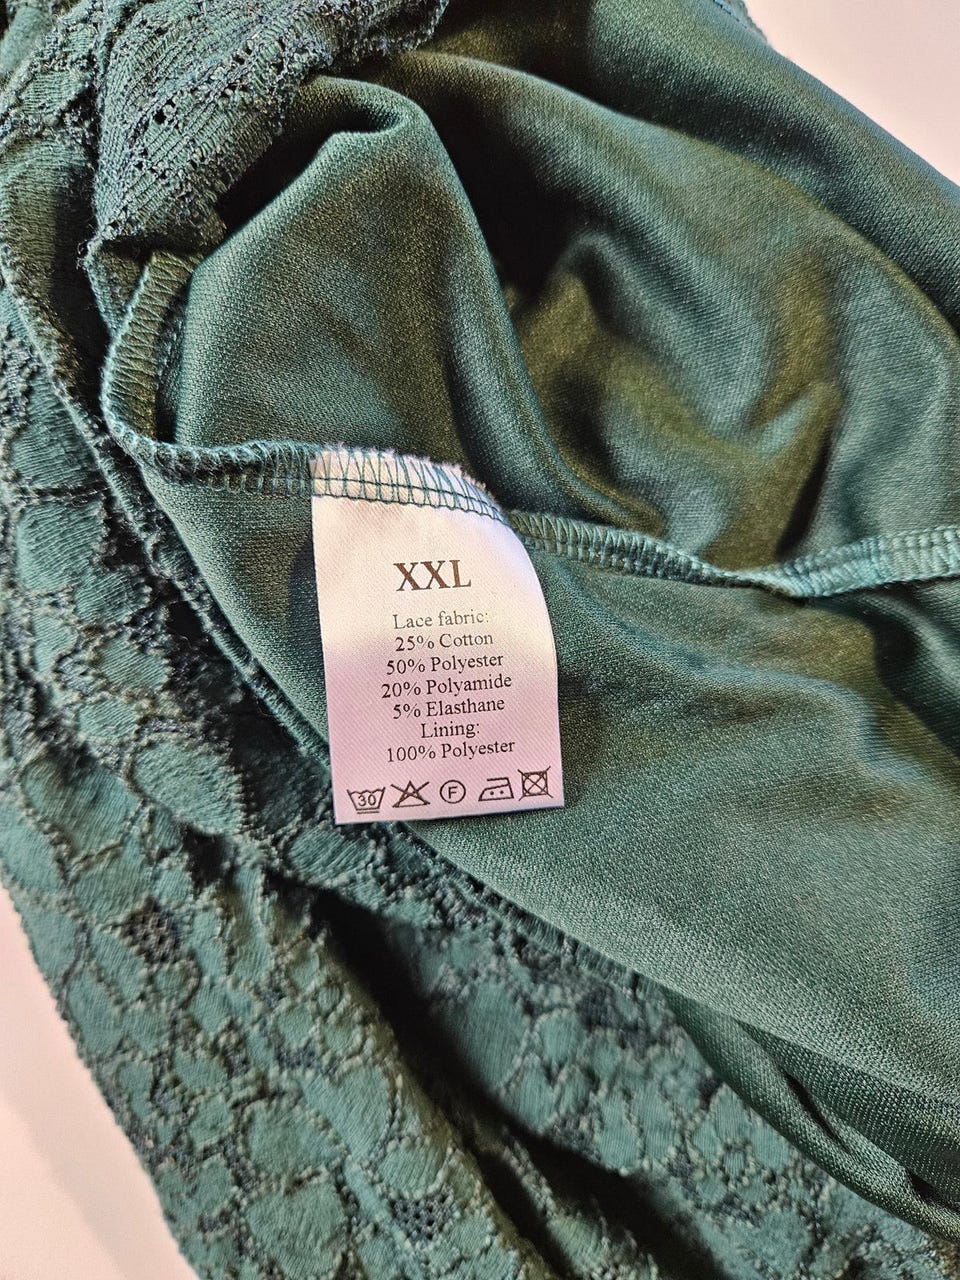 XXL
Lace fabric:
25% Cotton
50% Polyester
20% Polyamide
5% Elasthane
Lining:
100% Polyester
30 F